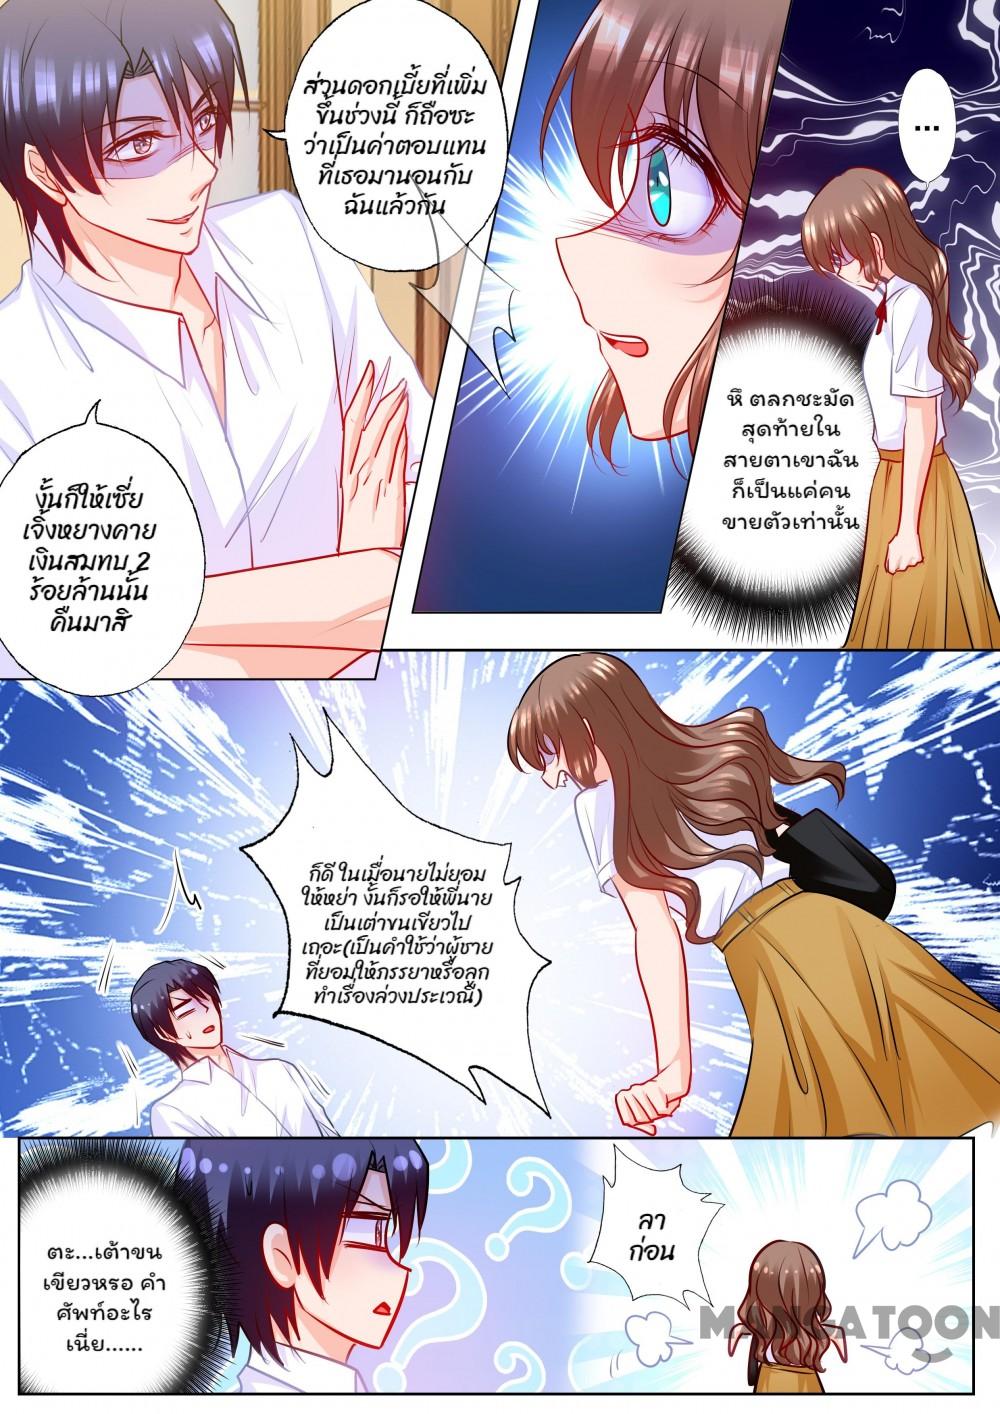 ส่วนดอกเบี้ยที่เพิ่ม
ขึ้นช่วงนี้ ก็ถือซะ
ว่าเป็นค่าตอบแทน
ที่เธอมานอนกับ
ฉันแล้วกัน
งั้นก็ให้เซี่ย
เจิ้งหยางคาย
เงินสมทบ 2
ร้อยล้านนั้น
คืนมาสิ
...
หึ ตลกชะมัด
สุดท้ายใน
สายตาเขาฉัน
ก็เป็นแค่คน
ขายตัวเท่านั้น
ก็ดี ในเมื่อนายไม่ยอม
ให้หย่า งั้นก็รอให้พี่นาย
เป็นเต่าขนเขียวไป
เถอะ(เป็นคำใช้ว่าผู้ชาย
ที่ยอมให้ภรรยาหรือลูก
ทำเรื่องล่วงประเวณี)
ตะ...เต้าขน
เขียวหรอ คำ
ศัพท์อะไร
เนี่ย......
ลา
ก่อน
MANGATOON